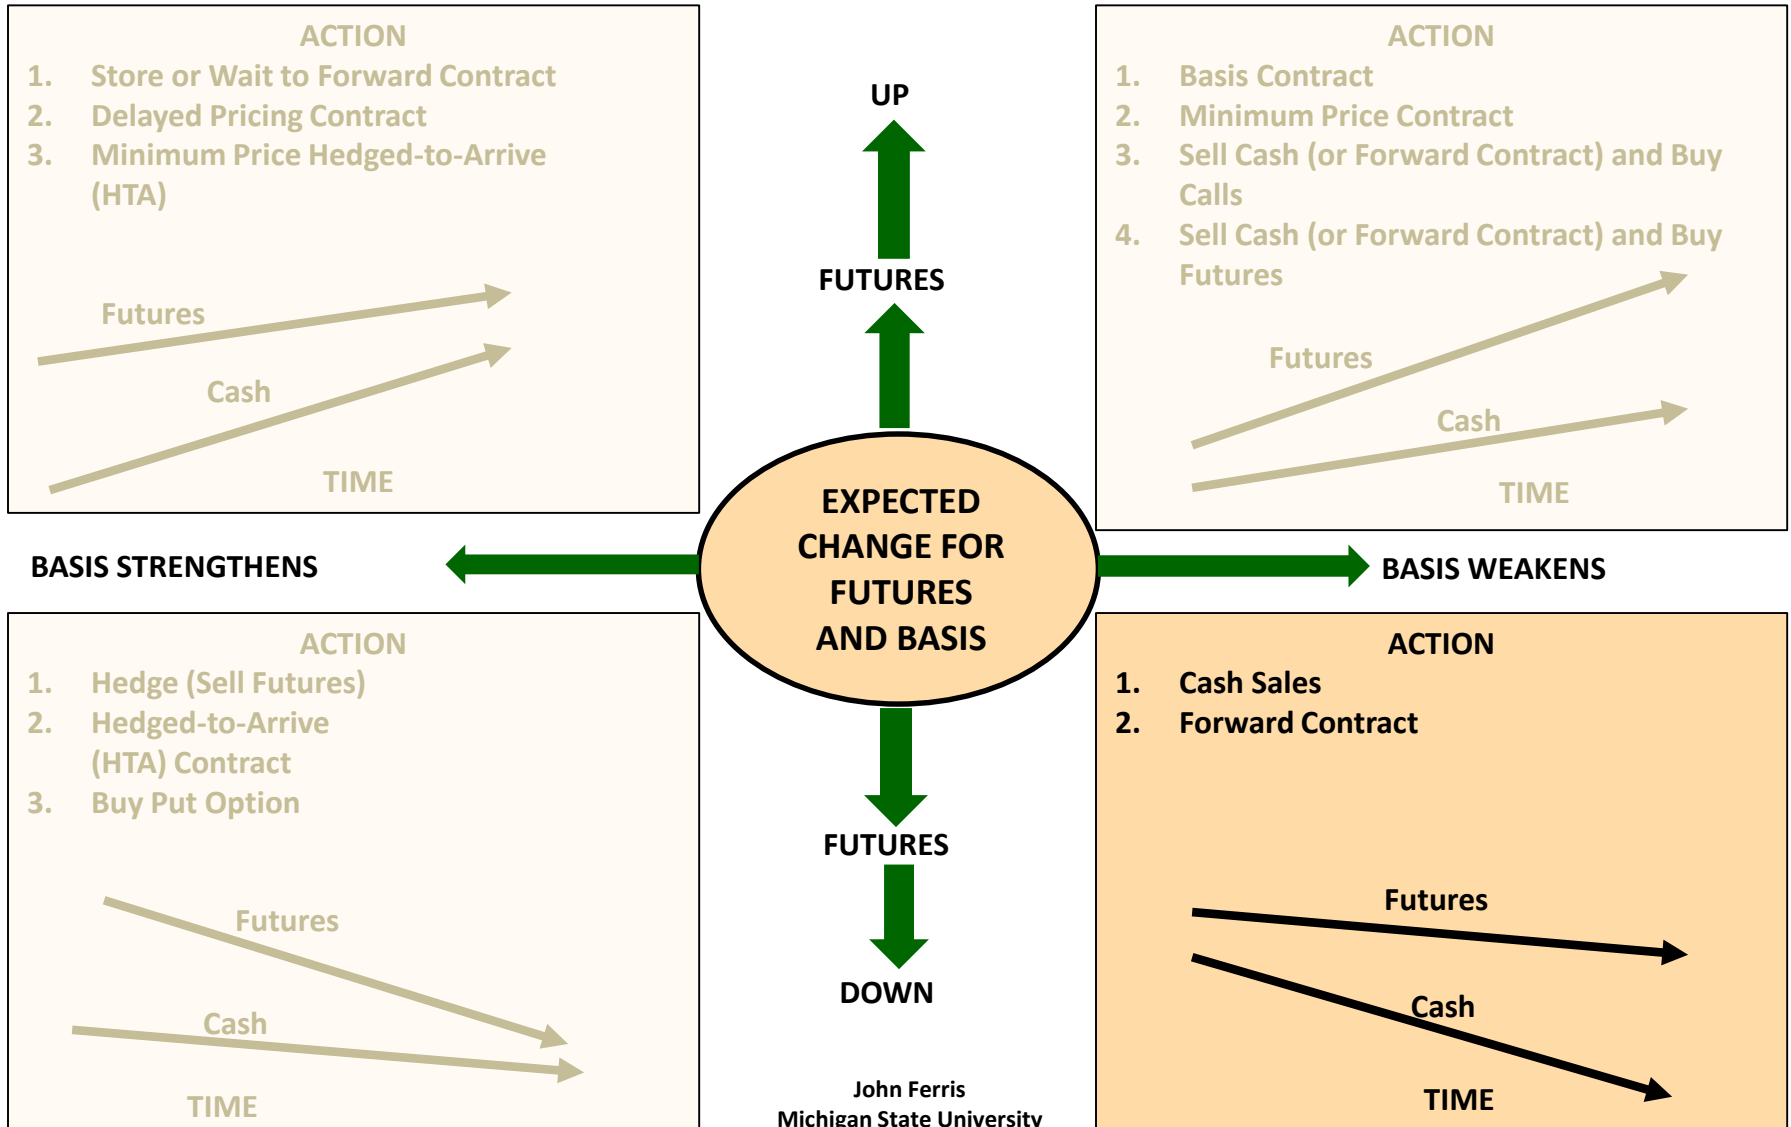 ACTION
1. Store or Wait to Forward Contract
2. Delayed Pricing Contract
3. Minimum Price Hedged-to-Arrive
(HTA)
Futures
Cash
TIME
UP
FUTURES
ACTION
1. Basis Contract
2. Minimum Price Contract
3. Sell Cash (or Forward Contract) and Buy
Calls
4. Sell Cash (or Forward Contract) and Buy
Futures
Futures
Cash
TIME
BASIS STRENGTHENS
EXPECTED
CHANGE FOR
FUTURES
AND BASIS
BASIS WEAKENS
ACTION
1. Hedge (Sell Futures)
2. Hedged-to-Arrive
(HTA) Contract
3. Buy Put Option
Futures
Cash
TIME
FUTURES
DOWN
John Ferris
Michigan State University
ACTION
1. Cash Sales
2. Forward Contract
Futures
Cash
TIME